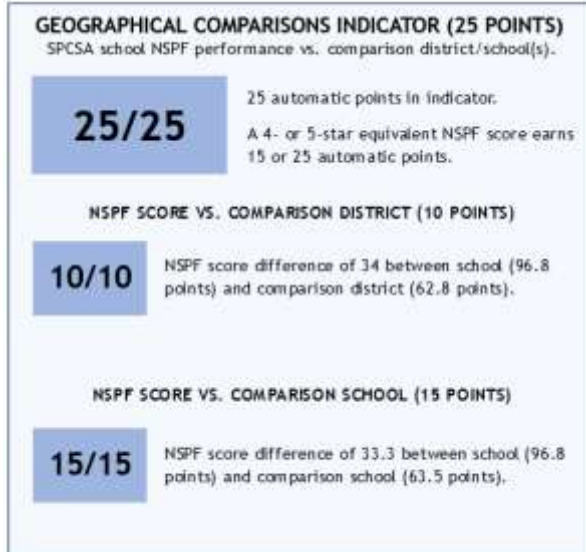 GEOGRAPHICAL COMPARISONS INDICATOR (25 POINTS)
SPCSA school NSPF performance vs. comparison district/school(s).
25/25
25 automatic points in indicator.
A 4- or 5-star equivalent NSPF score earns
15 or 25 automatic points.
NSPF SCORE VS. COMPARISON DISTRICT (10 POINTS)
10/10
NSPF score difference of 34 between school (96.8
points) and comparison district (62.8 points).
NSPF SCORE VS. COMPARISON SCHOOL (15 POINTS)
15/15
NSPF score difference of 33.3 between school (96.8
points) and comparison school (63.5 points).